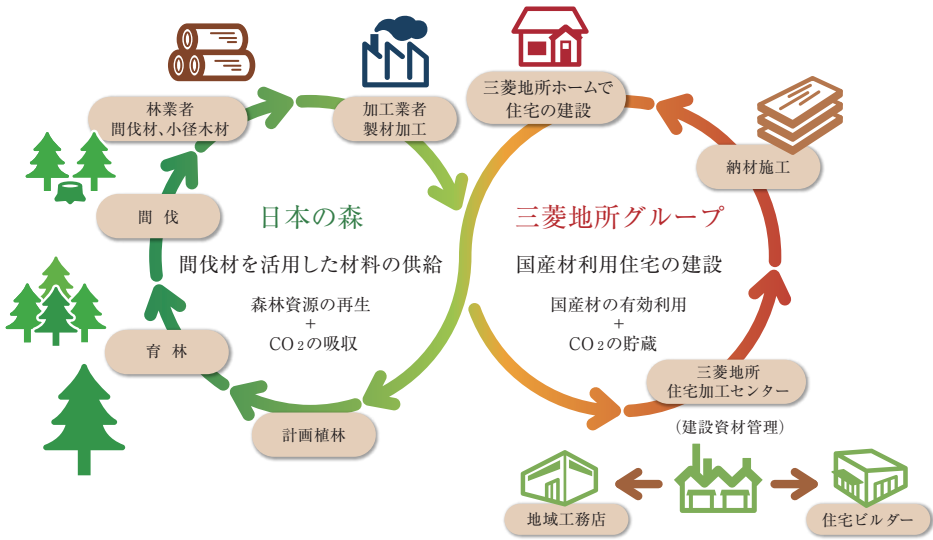 林業者
間伐材、小径木材
加工業者
製材加工
三菱地所ホームで
住宅の建設
納材施工
間 伐
日本の森
間伐材を活用した材料の供給
森林資源の再生
+
CO2の吸収
三菱地所グループ
国産材利用住宅の建設
国産材の有効利用
+
CO2の貯蔵
育 林
計画植林
三菱地所
住宅加工センター
(建設資材管理)
地域工務店
住宅ビルダー